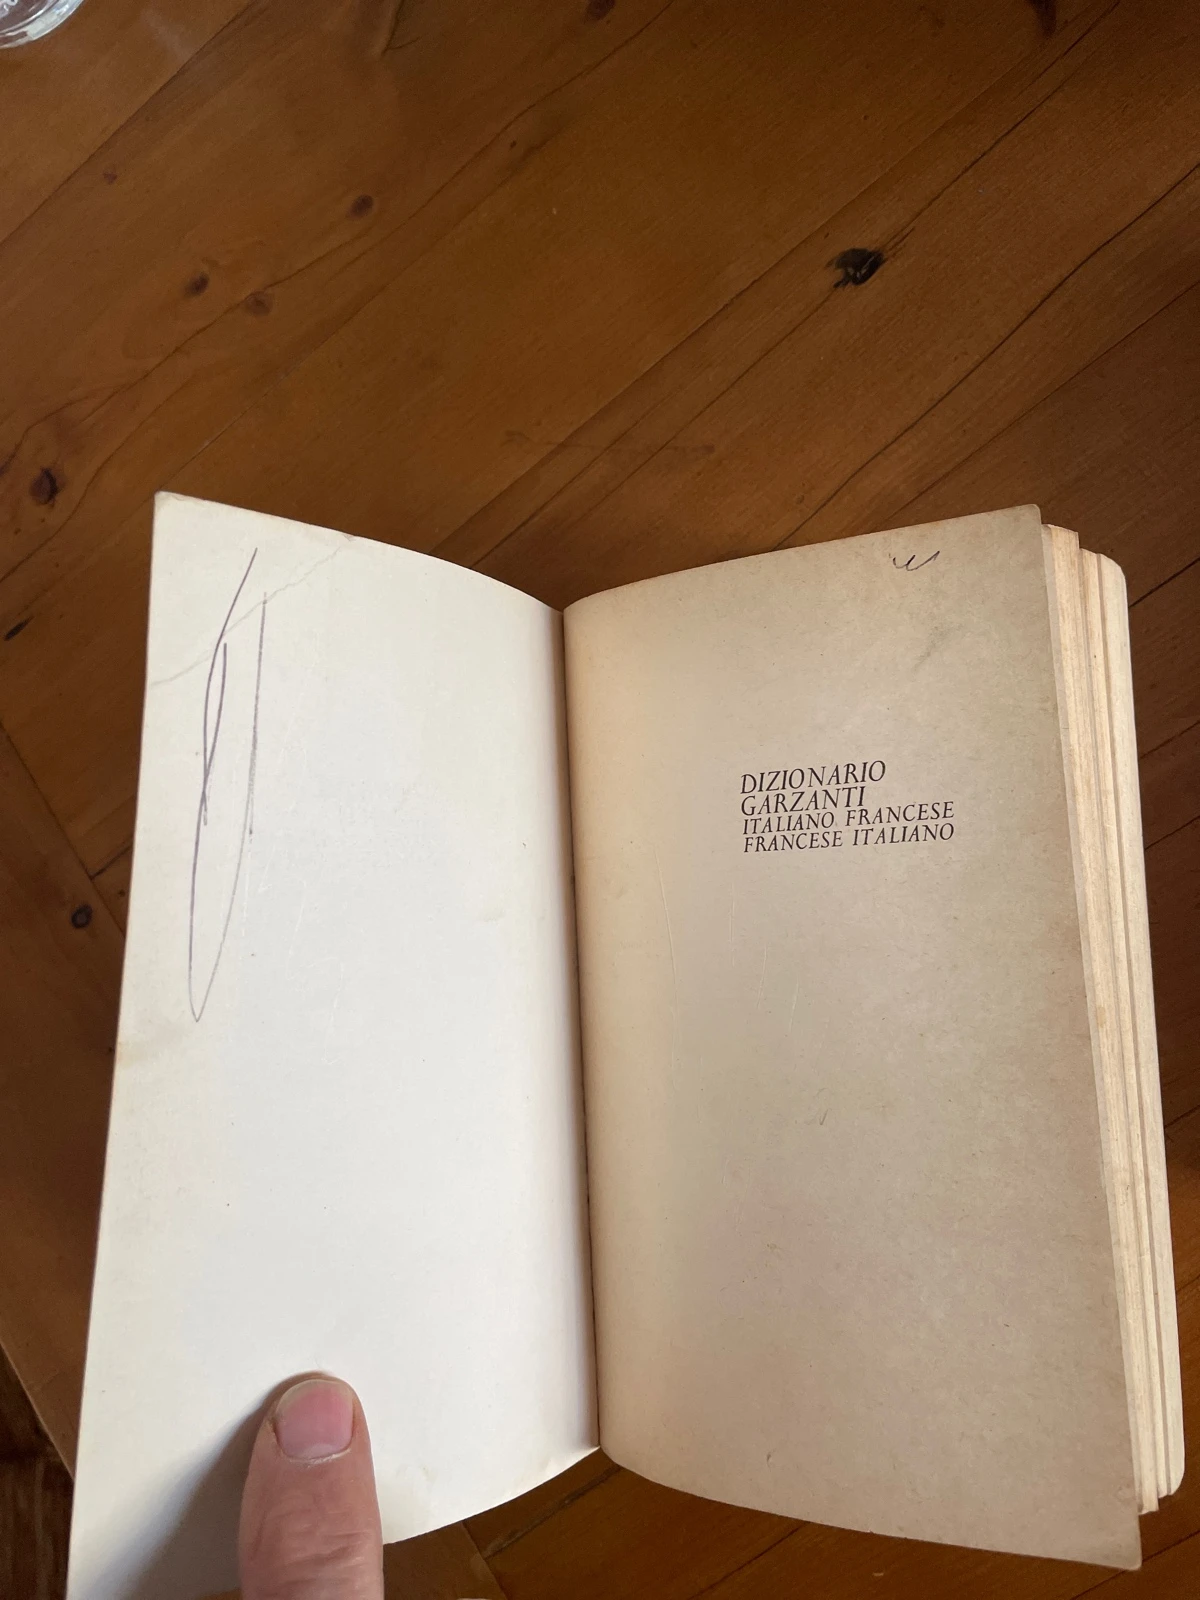 DIZIONARIO
GARZANTI
ITALIANO FRANCESE
FRANCESE ITALIANO